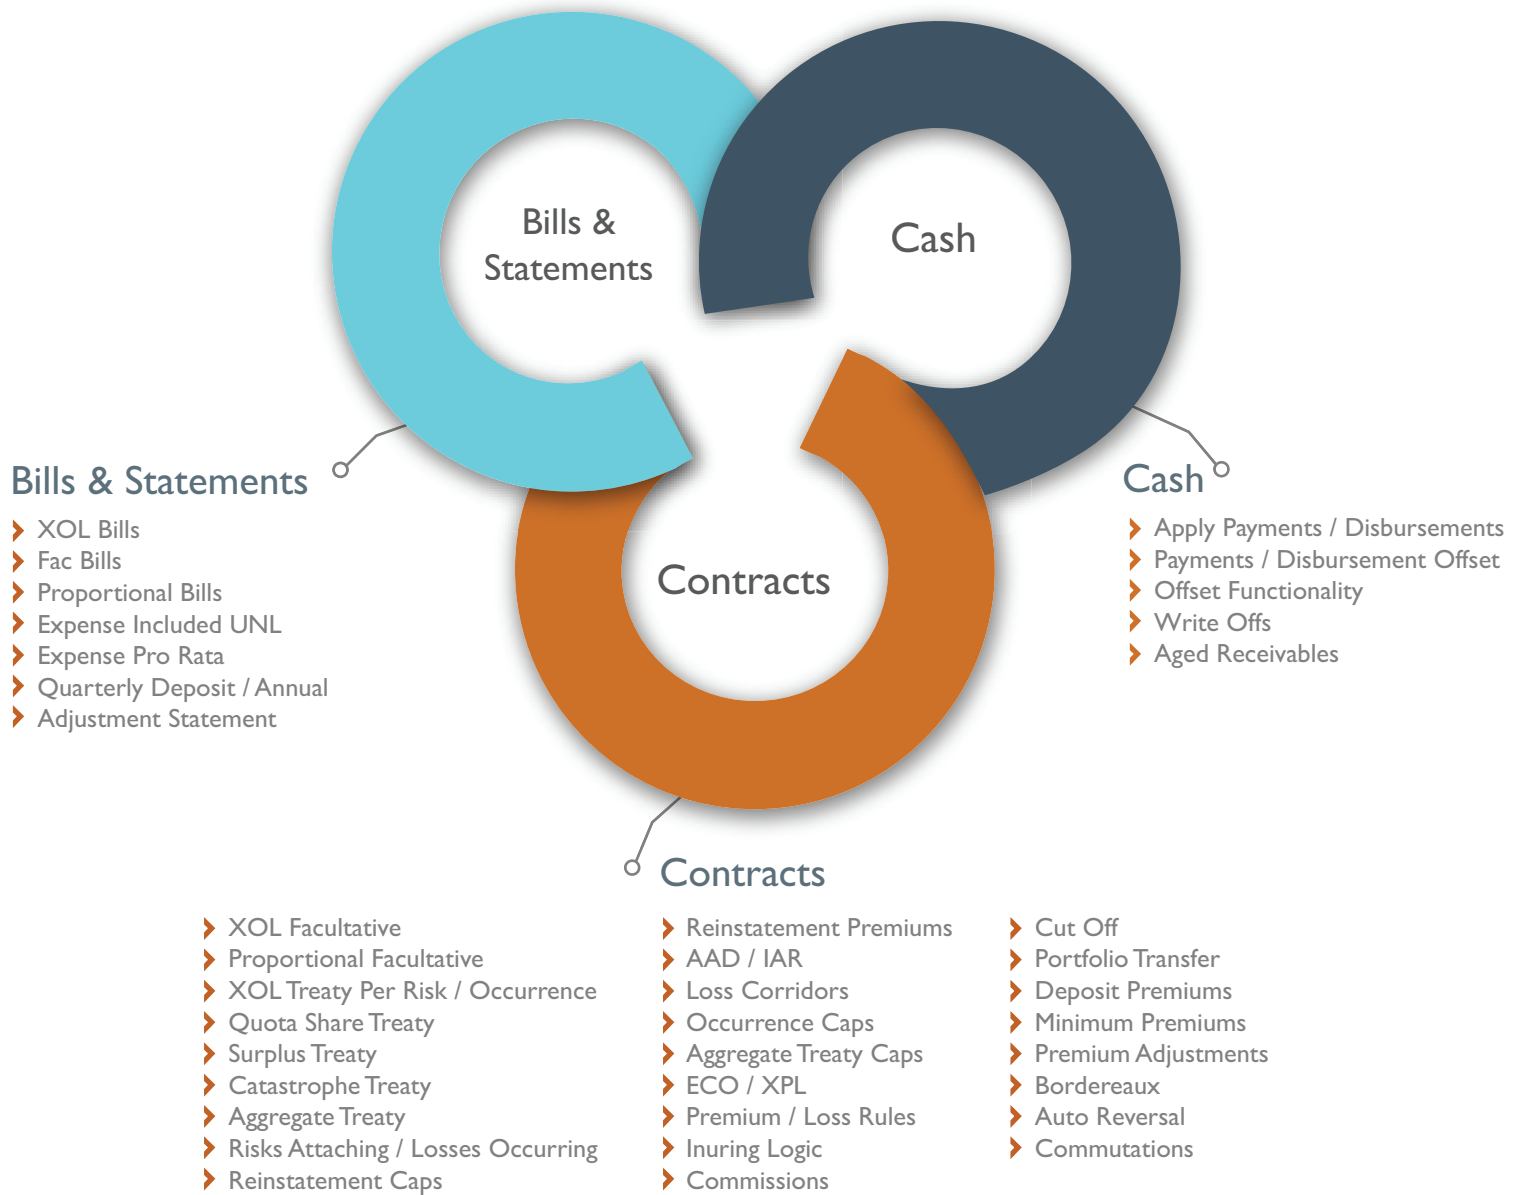 Bills &
Statements
Cash
Contracts
Bills & Statements
XOL Bills
Fac Bills
Proportional Bills
Expense Included UNL
Expense Pro Rata
Quarterly Deposit / Annual
Adjustment Statement
Cash
Apply Payments / Disbursements
Payments / Disbursement Offset
Offset Functionality
Write Offs
Aged Receivables
Contracts
XOL Facultative
Proportional Facultative
XOL Treaty Per Risk / Occurrence
Quota Share Treaty
Surplus Treaty
Catastrophe Treaty
Aggregate Treaty
Risks Attaching / Losses Occurring
Reinstatement Caps
Reinstatement Premiums
AAD / IAR
Loss Corridors
Occurrence Caps
Aggregate Treaty Caps
ECO / XPL
Premium / Loss Rules
Inuring Logic
Commissions
Cut Off
Portfolio Transfer
Deposit Premiums
Minimum Premiums
Premium Adjustments
Bordereaux
Auto Reversal
Commutations